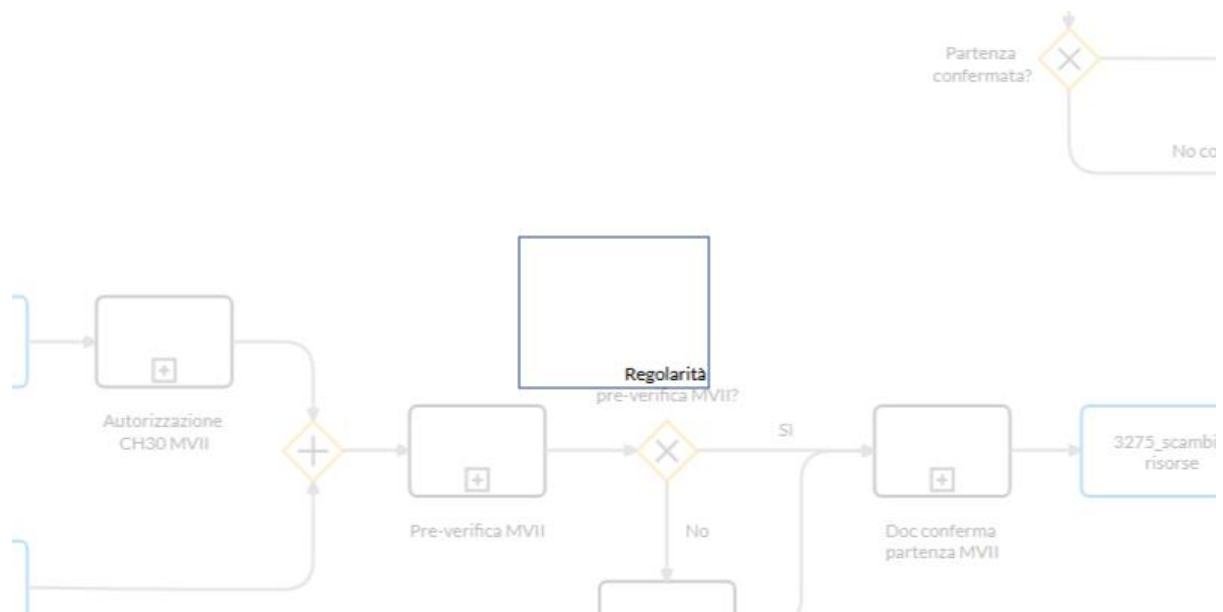 Partenza
confermata?
No co
Regolarità
pre-verifica MVII?
Autorizzazione
CH30 MVII
Sì
3275_scambi
risorse
Pre-verifica MVII
No
Doc conferma
partenza MVII